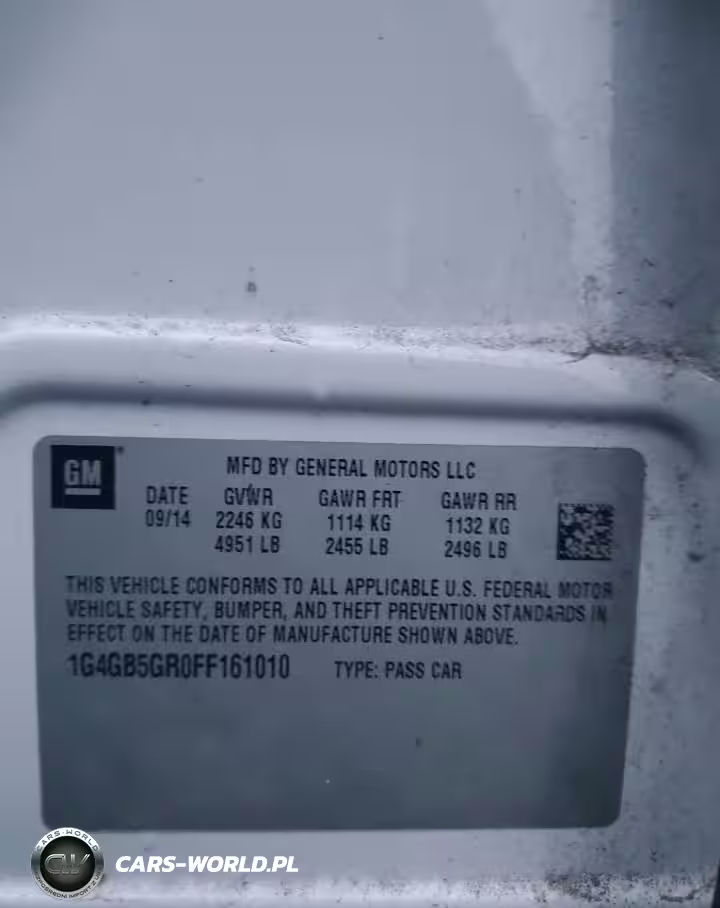 GM
MFD BY GENERAL MOTORS LLC
DATE GVWR GAWR FRT GAWR RR
09/14 2246 KG 1114 KG 1132 KG
4951 LB 2455 LB 2496 LB
THIS VEHICLE CONFORMS TO ALL APPLICABLE U.S. FEDERAL MOTOR
VEHICLE SAFETY, BUMPER, AND THEFT PREVENTION STANDARDS IN
EFFECT ON THE DATE OF MANUFACTURE SHOWN ABOVE.
1G4GB5GR0FF161010 TYPE: PASS CAR
CARS-WORLD
CW
CARS-WORLD.PL